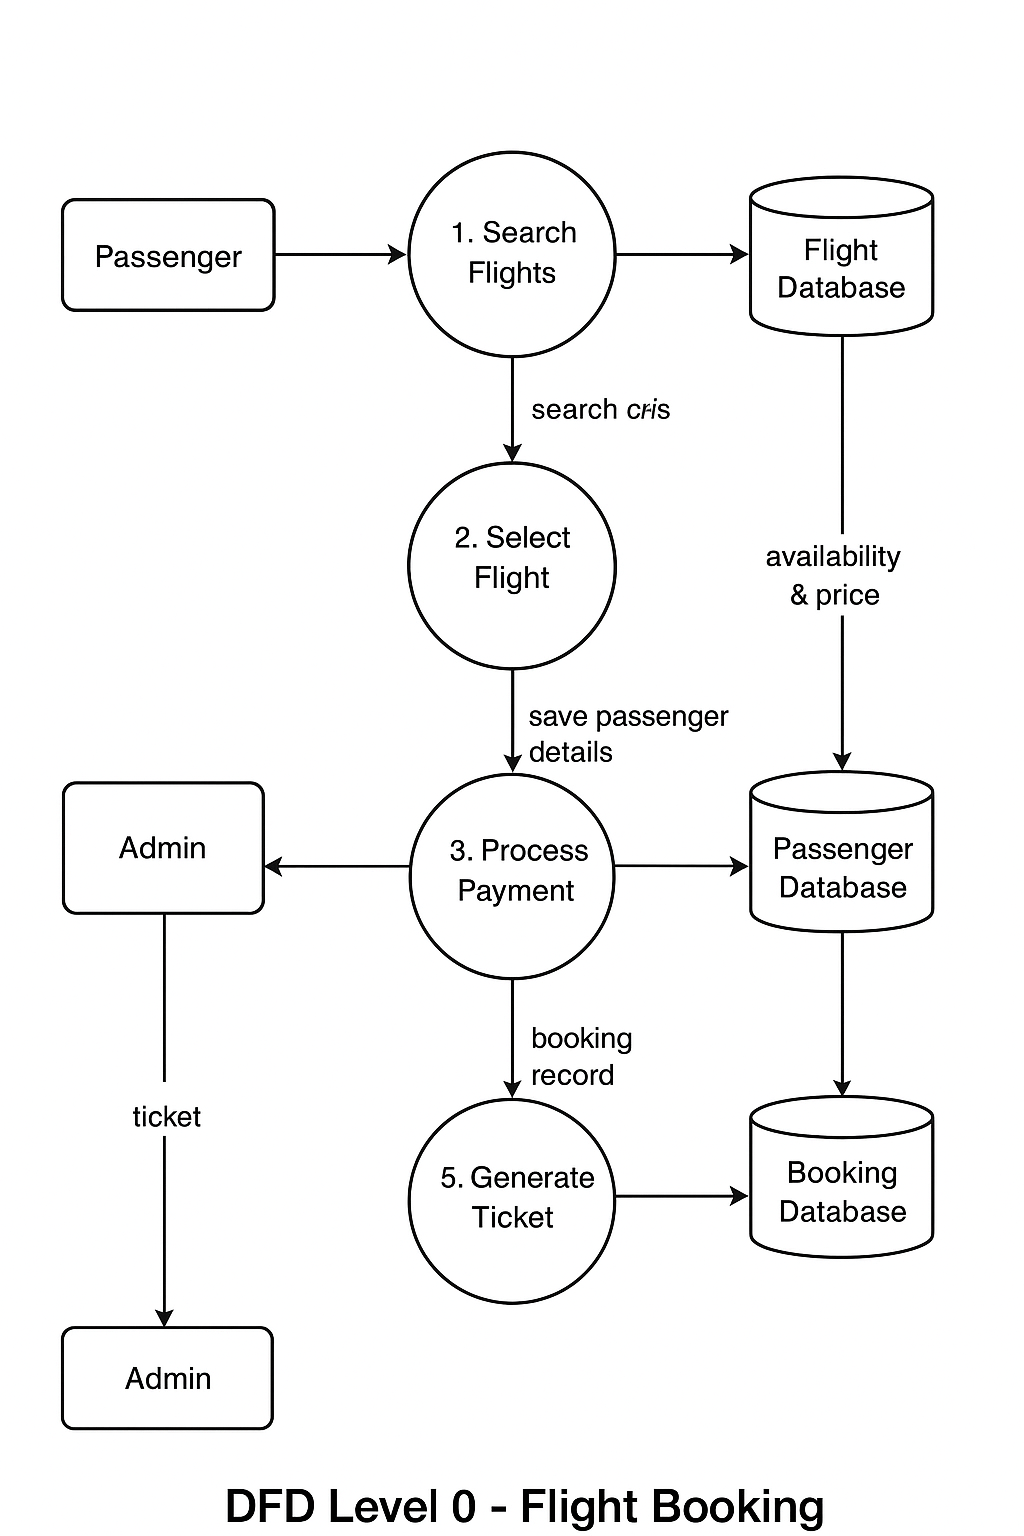 Passenger
1. Search
Flights
Flight
Database
search cris
2. Select
Flight
availability
& price
save passenger
details
Admin
3. Process
Payment
Passenger
Database
booking
record
ticket
5. Generate
Ticket
Booking
Database
Admin
DFD Level 0 - Flight Booking